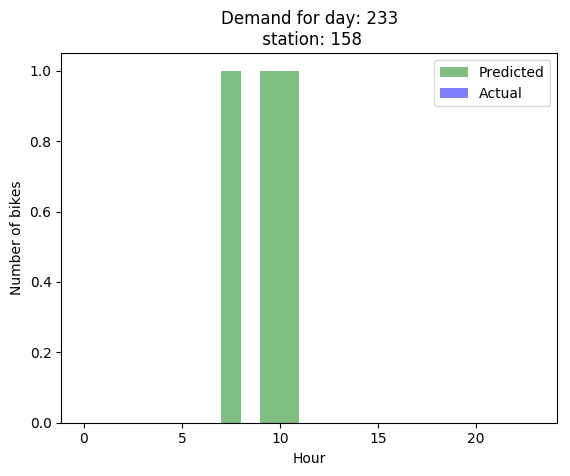 Demand for day: 233
station: 158
Predicted
Actual
1.0
0.8
0.6
0.4
0.2
0.0
Number of bikes
0
5
10
15
20
Hour